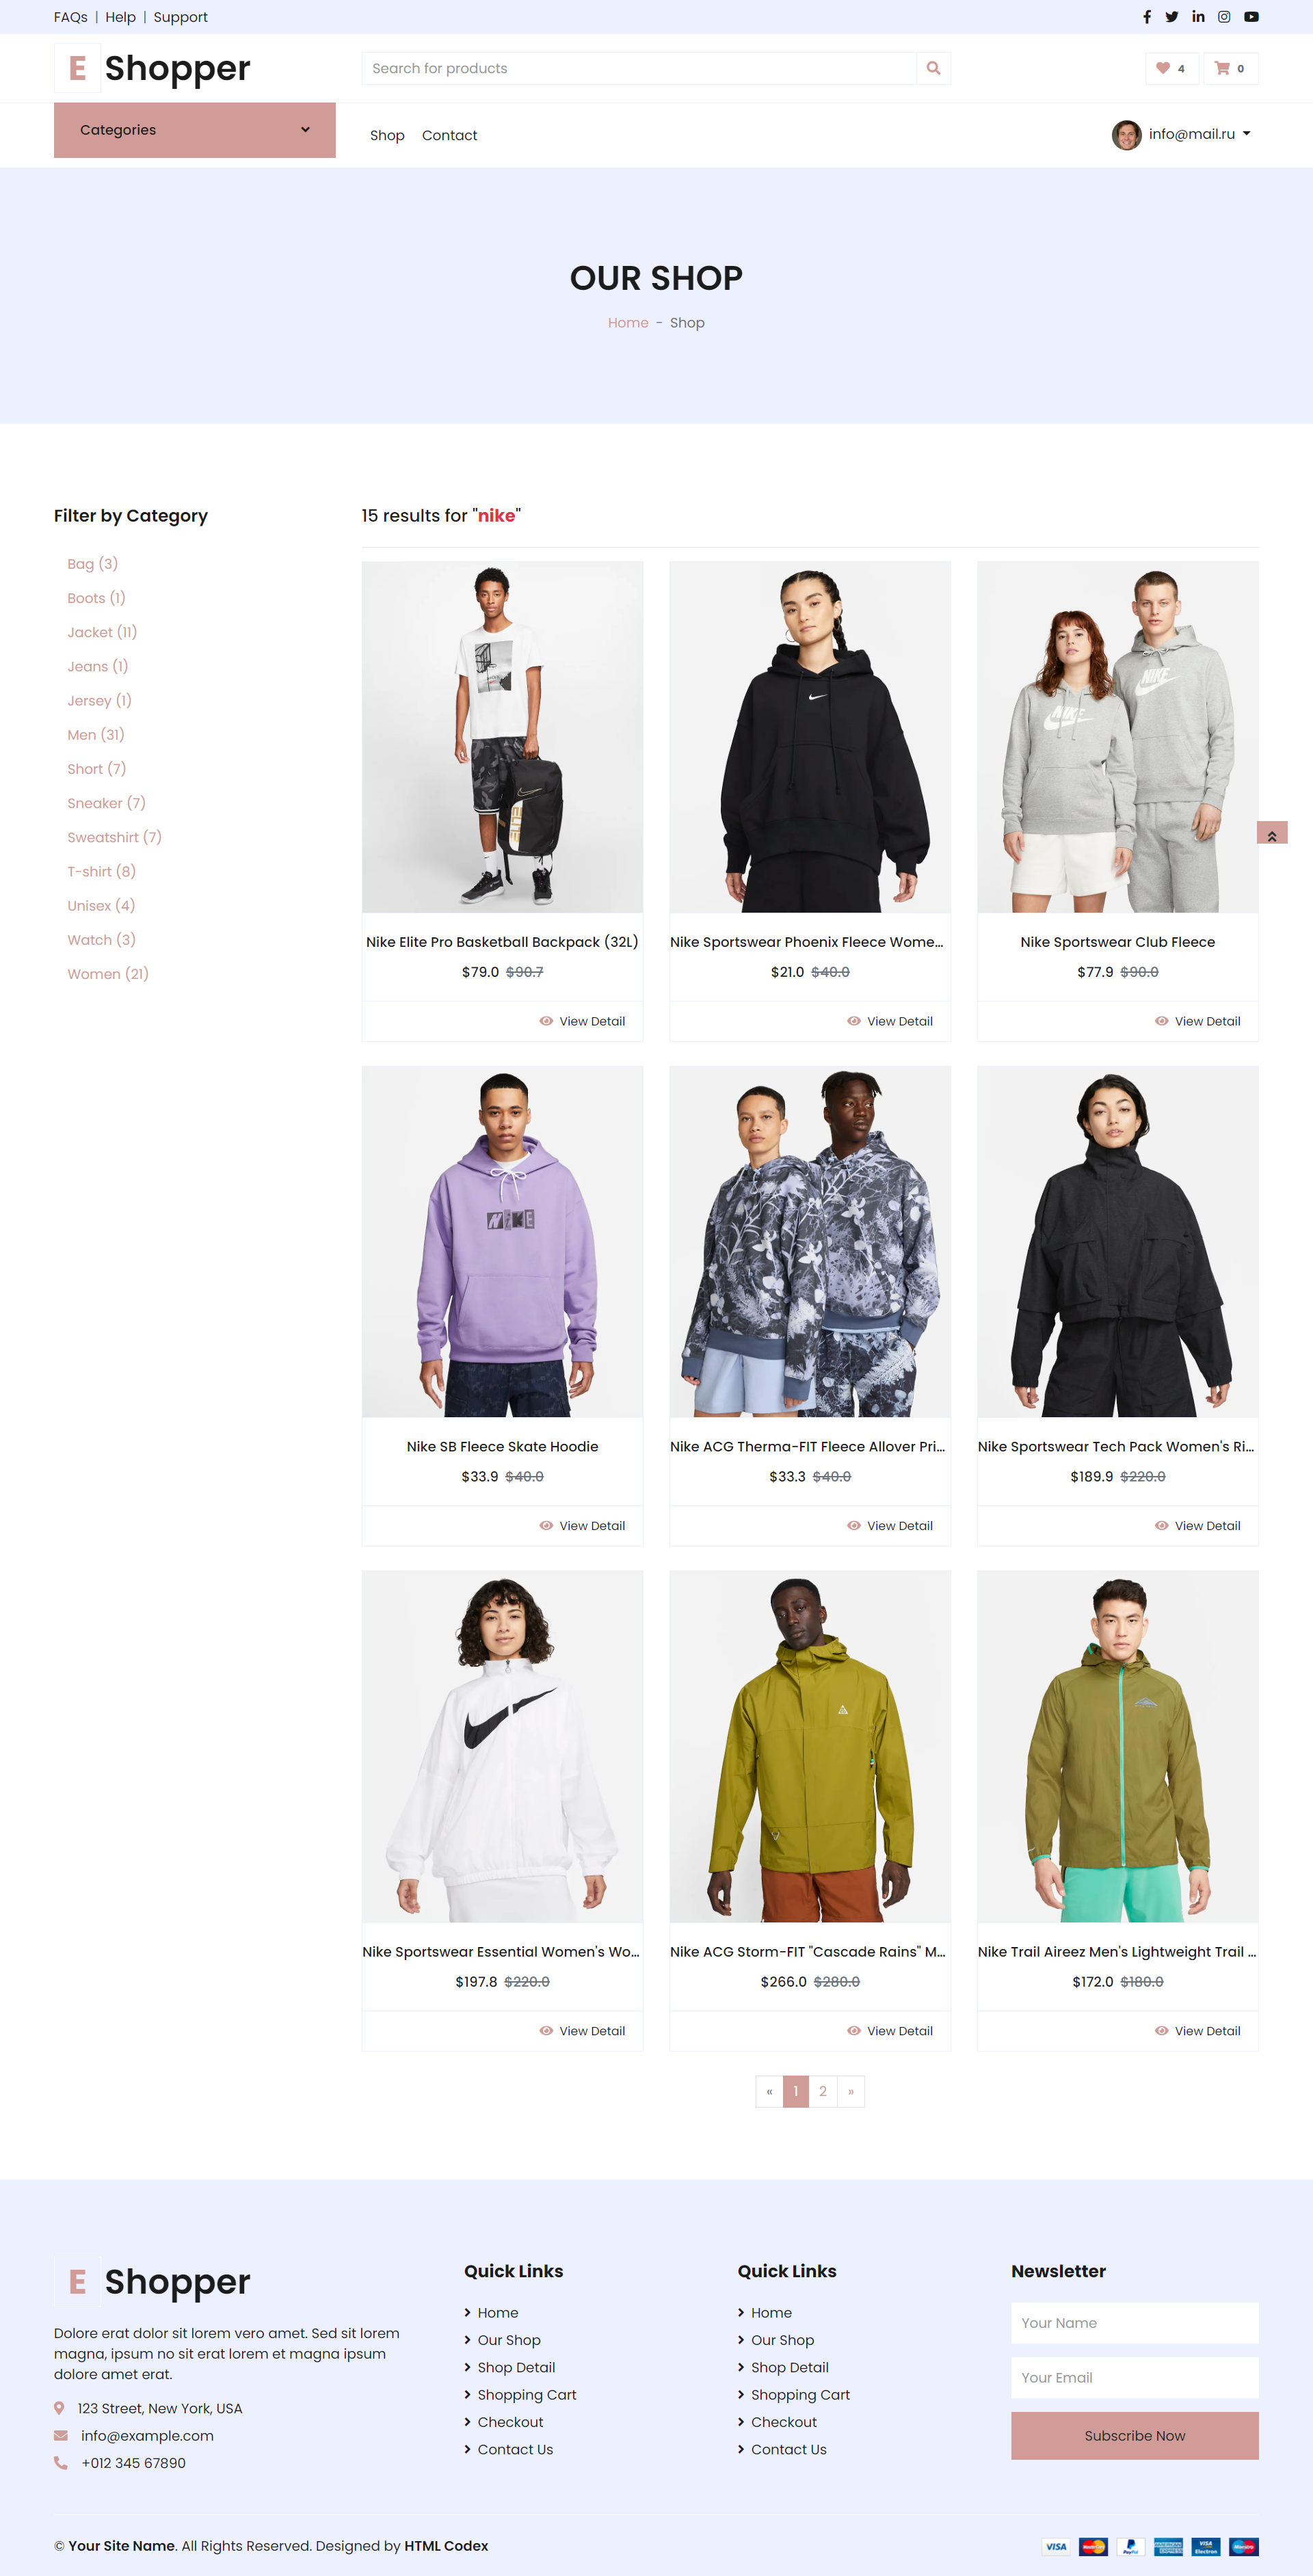 FAQs | Help | Support
E Shopper
Search for products
4
0
Categories
Shop Contact
info@mail.ru
OUR SHOP
Home - Shop
Filter by Category
Bag (3)
Boots (1)
Jacket (11)
Jeans (1)
Jersey (1)
Men (31)
Short (7)
Sneaker (7)
Sweatshirt (7)
T-shirt (8)
Unisex (4)
Watch (3)
Women (21)
15 results for "nike"
ELITE
NIKE
NIKE
Nike Elite Pro Basketball Backpack (32L)
$79.0 $90.7
View Detail
Nike Sportswear Phoenix Fleece Wome...
$21.0 $40.0
View Detail
Nike Sportswear Club Fleece
$77.9 $90.0
View Detail
NIKE
Nike SB Fleece Skate Hoodie
$33.9 $40.0
View Detail
Nike ACG Therma-FIT Fleece Allover Pri...
$33.3 $40.0
View Detail
Nike Sportswear Tech Pack Women's Ri...
$189.9 $220.0
View Detail
Nike Sportswear Essential Women's Wo...
$197.8 $220.0
View Detail
Nike ACG Storm-FIT "Cascade Rains" M...
$266.0 $280.0
View Detail
Nike Trail Aireez Men's Lightweight Trail ...
$172.0 $180.0
View Detail
« 1 2 »
E Shopper
Dolore erat dolor sit lorem vero amet. Sed sit lorem
magna, ipsum no sit erat lorem et magna ipsum
dolore amet erat.
123 Street, New York, USA
info@example.com
+012 345 67890
Quick Links
Home
Our Shop
Shop Detail
Shopping Cart
Checkout
Contact Us
Quick Links
Home
Our Shop
Shop Detail
Shopping Cart
Checkout
Contact Us
Newsletter
Your Name
Your Email
Subscribe Now
© Your Site Name. All Rights Reserved. Designed by HTML Codex
VISA
MasterCard
PayPal
AMERICAN EXPRESS
VISA Electron
Maestro